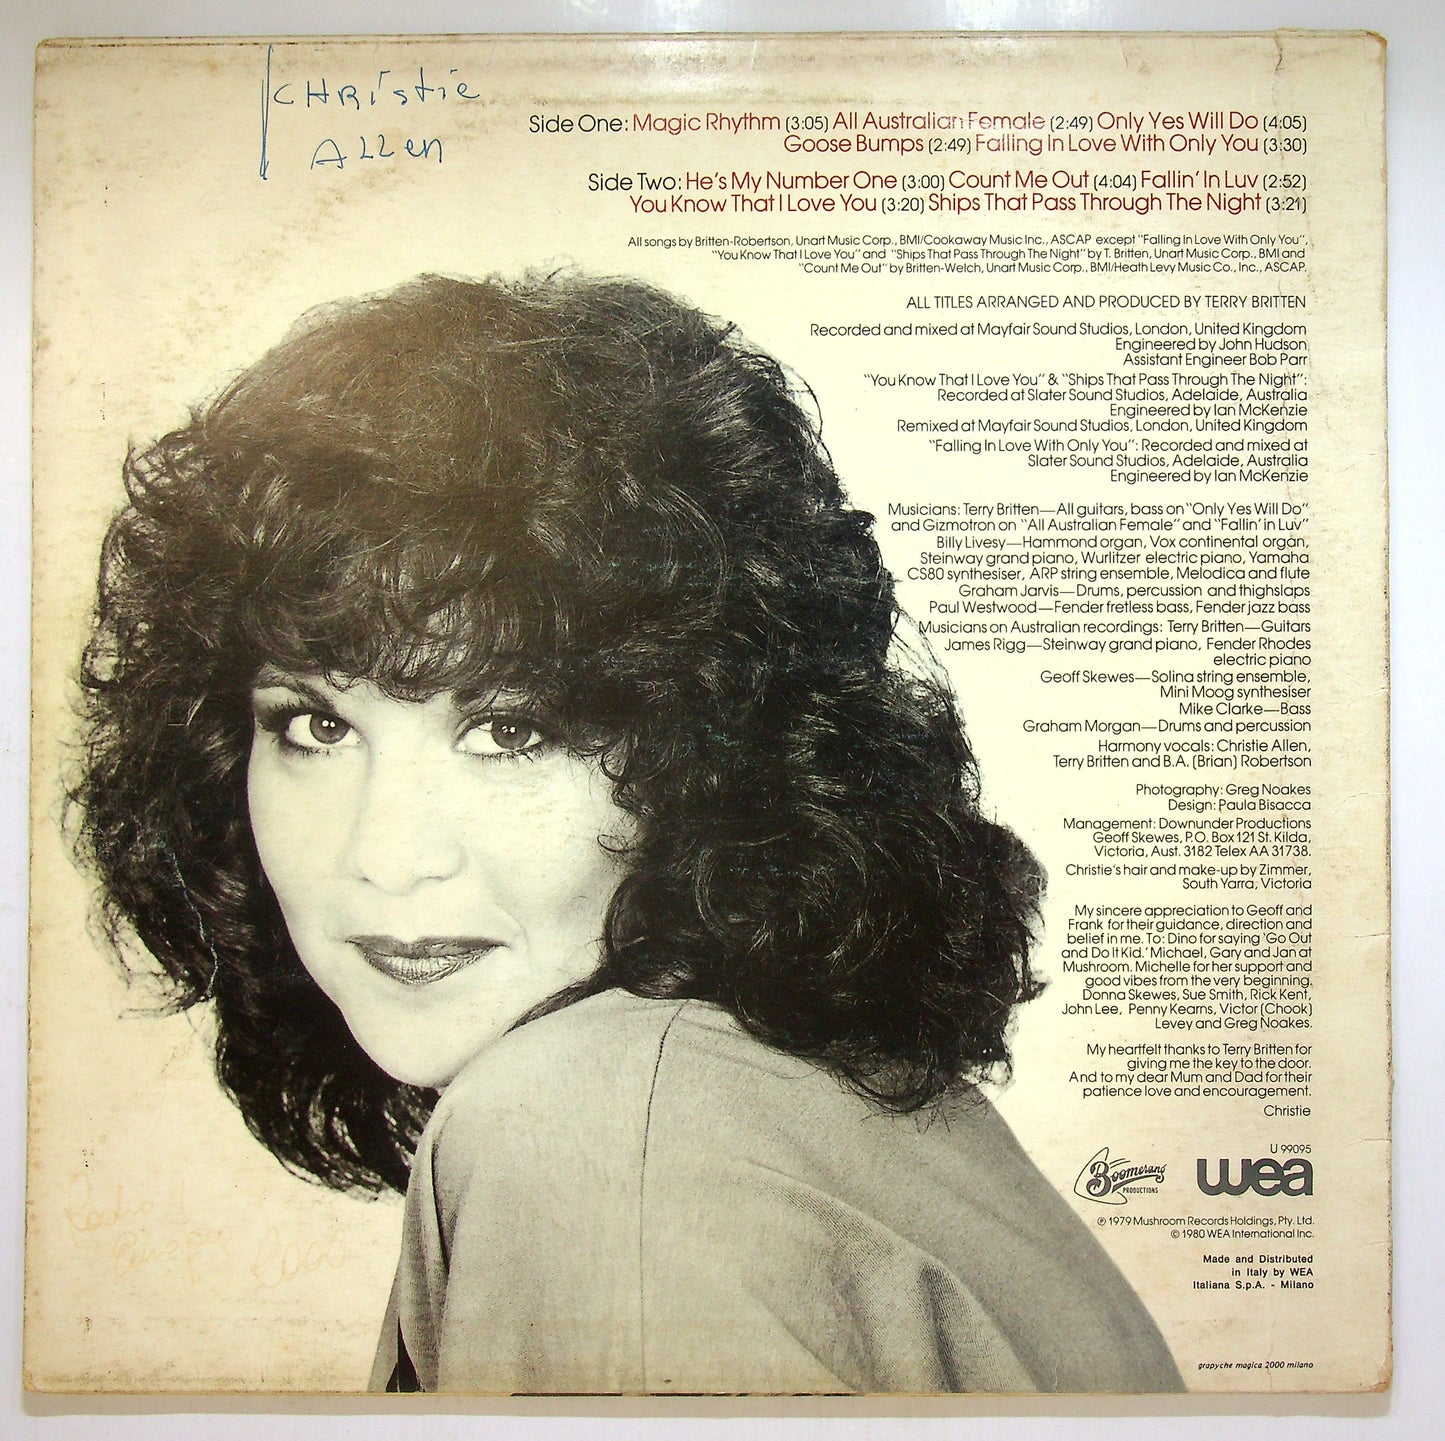 CHRistie
ALLen
Side One: Magic Rhythm (3:05) All Australian Female (2:49) Only Yes Will Do (4:05)
Goose Bumps (2:49) Falling In Love With Only You (3:30)
Side Two: He's My Number One (3:00) Count Me Out (4:04) Fallin' In Luv (2:52)
You Know That I Love You (3:20) Ships That Pass Through The Night (3:21)
All songs by Britten-Robertson, Unart Music Corp., BMI/Cookaway Music Inc., ASCAP except "Falling In Love With Only You",
"You Know That I Love You" and "Ships That Pass Through The Night" by T. Britten, Unart Music Corp., BMI and
"Count Me Out" by Britten-Welch, Unart Music Corp., BMI/Heath Levy Music Co., Inc., ASCAP.
ALL TITLES ARRANGED AND PRODUCED BY TERRY BRITTEN
Recorded and mixed at Mayfair Sound Studios, London, United Kingdom
Engineered by John Hudson
Assistant Engineer Bob Parr
"You Know That I Love You" & "Ships That Pass Through The Night":
Recorded at Slater Sound Studios, Adelaide, Australia
Engineered by Ian McKenzie
Remixed at Mayfair Sound Studios, London, United Kingdom
"Falling In Love With Only You": Recorded and mixed at
Slater Sound Studios, Adelaide, Australia
Engineered by Ian McKenzie
Musicians: Terry Britten—All guitars, bass on "Only Yes Will Do"
and Gizmotron on "All Australian Female" and "Fallin' in Luv"
Billy Livesy—Hammond organ, Vox continental organ,
Steinway grand piano, Wurlitzer electric piano, Yamaha
CS80 synthesiser, ARP string ensemble, Melodica and flute
Graham Jarvis—Drums, percussion and thighslaps
Paul Westwood—Fender fretless bass, Fender jazz bass
Musicians on Australian recordings: Terry Britten—Guitars
James Rigg—Steinway grand piano, Fender Rhodes
electric piano
Geoff Skewes—Solina string ensemble,
Mini Moog synthesiser
Mike Clarke—Bass
Graham Morgan—Drums and percussion
Harmony vocals: Christie Allen,
Terry Britten and B.A. (Brian) Robertson
Photography: Greg Noakes
Design: Paula Bisacca
Management: Downunder Productions
Geoff Skewes, P.O. Box 121 St. Kilda,
Victoria, Aust. 3182 Telex AA 31738.
Christie's hair and make-up by Zimmer,
South Yarra, Victoria
My sincere appreciation to Geoff and
Frank for their guidance, direction and
belief in me. To: Dino for saying 'Go Out
and Do It Kid.' Michael, Gary and Jan at
Mushroom. Michelle for her support and
good vibes from the very beginning.
Donna Skewes, Sue Smith, Rick Kent,
John Lee, Penny Kearns, Victor (Chook)
Levey and Greg Noakes.
My heartfelt thanks to Terry Britten for
giving me the key to the door.
And to my dear Mum and Dad for their
patience love and encouragement.
Christie
U 99095
Boomerang
PRODUCTIONS
wea
℗ 1979 Mushroom Records Holdings, Pty. Ltd.
© 1980 WEA International Inc.
Made and Distributed
in Italy by WEA
Italiana S.p.A. - Milano
grapyche magica 2000 milano
Radio
Europa